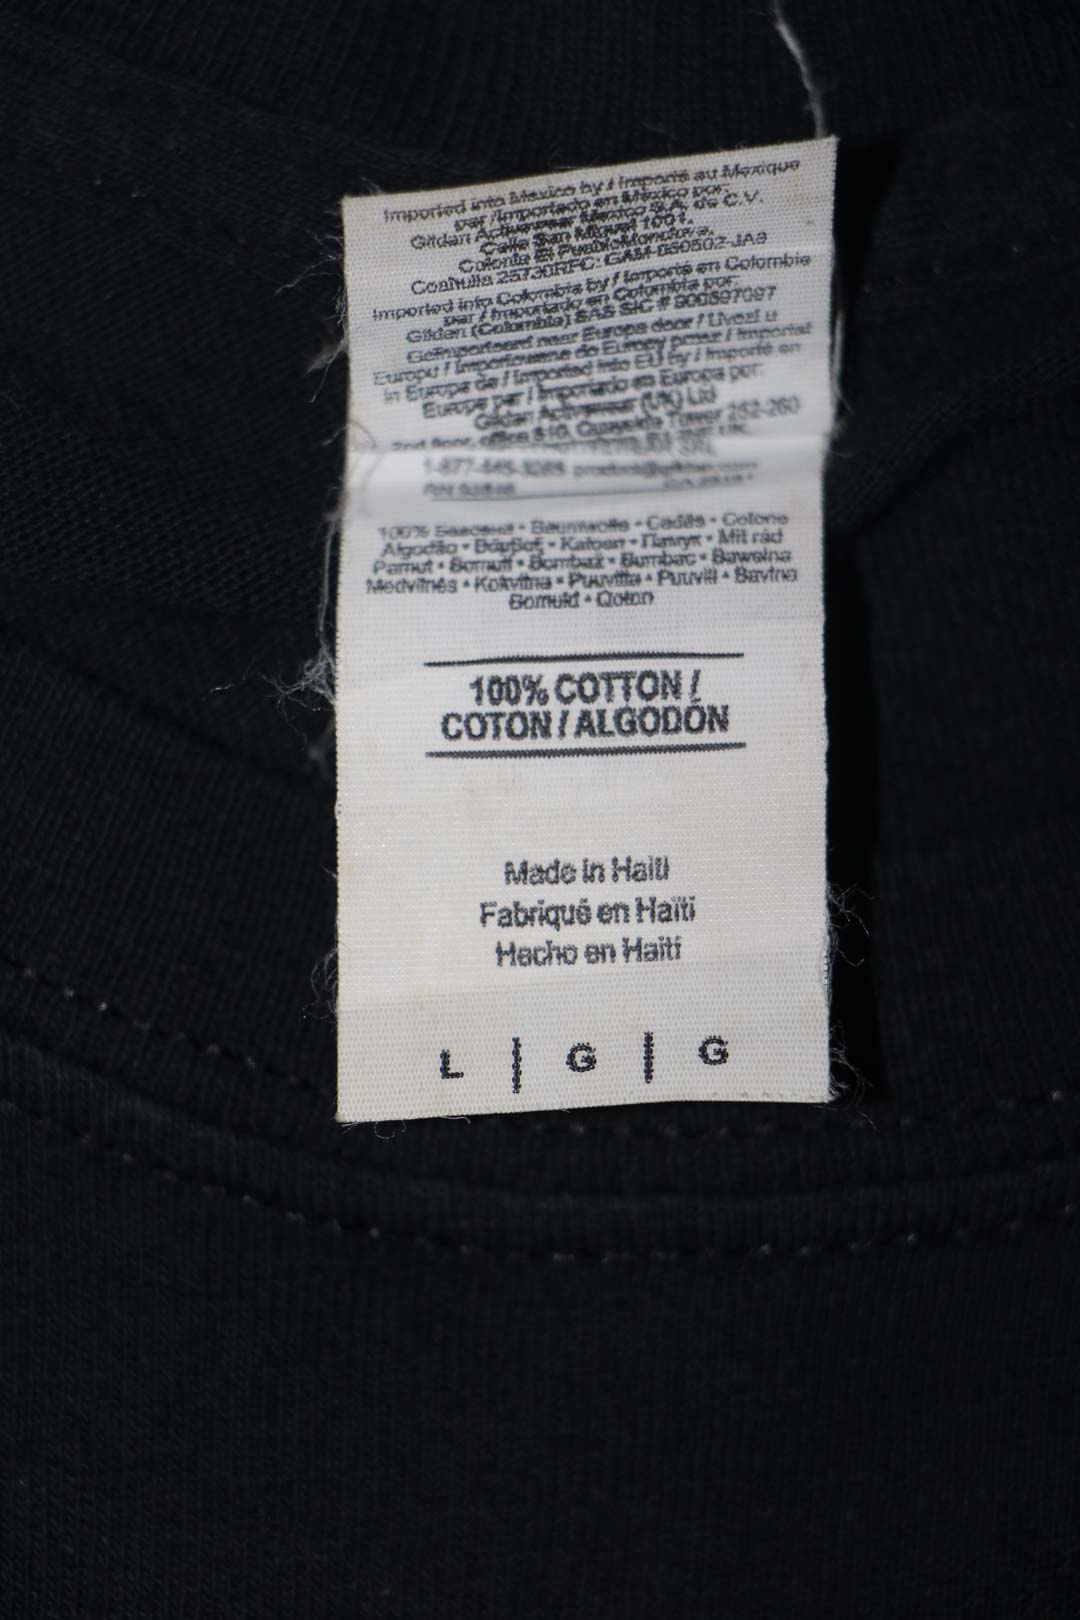 Imported into Mexico by / Importé au Mexique
par / Importado en México por:
Gildan Activewear Mexico S.A. de C.V.
Calle San Miguel 1001,
Colonia El Pueblo Monclova,
Coahuila 25730 RFC: GAM-050502-JA9
Imported into Colombia by / Importé en Colombie
par / Importado en Colombia por:
Gildan (Colombia) SAS SIC # 900597097
Geïmporteerd naar Europa door / Uvezl u
Europu / Importowane do Europy przez / Importat
in Europa de / Imported into EU by / Importé en
Europe par / Importado en Europa por:
Gildan Activewear (UK) Ltd
2nd floor, office Tower 252-260
1-877-445-3265
100% Baumwolle • Cadás • Cotone
Algodão • Βαμβάκι • Katoen • Памук • Mit rád
Pamut • Bomull • Bombaž • Bumbac • Bawełna
Medvilnės • Kokvilna • Puuvilla • Puuvill • Bavlna
Bomuld • Qoton
100% COTTON /
COTON / ALGODÓN
Made in Haiti
Fabriqué en Haïti
Hecho en Haití
L | G | G